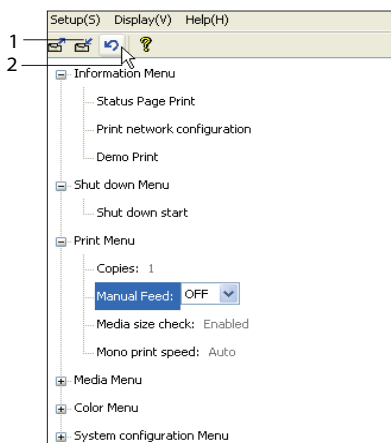 Setup(S) Display(V) Help(H)
1
2
?
Information Menu
Status Page Print
Print network configuration
Demo Print
Shut down Menu
Shut down start
Print Menu
Copies: 1
Manual Feed: OFF
Media size check: Enabled
Mono print speed: Auto
Media Menu
Color Menu
System configuration Menu